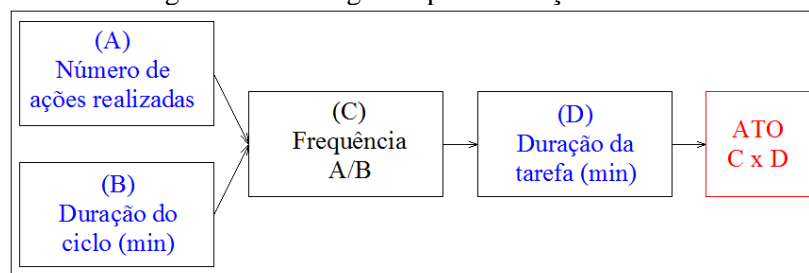 (A)
Número de
ações realizadas
(B)
Duração do
ciclo (min)
(C)
Frequência
A/B
(D)
Duração da
tarefa (min)
ATO
C x D